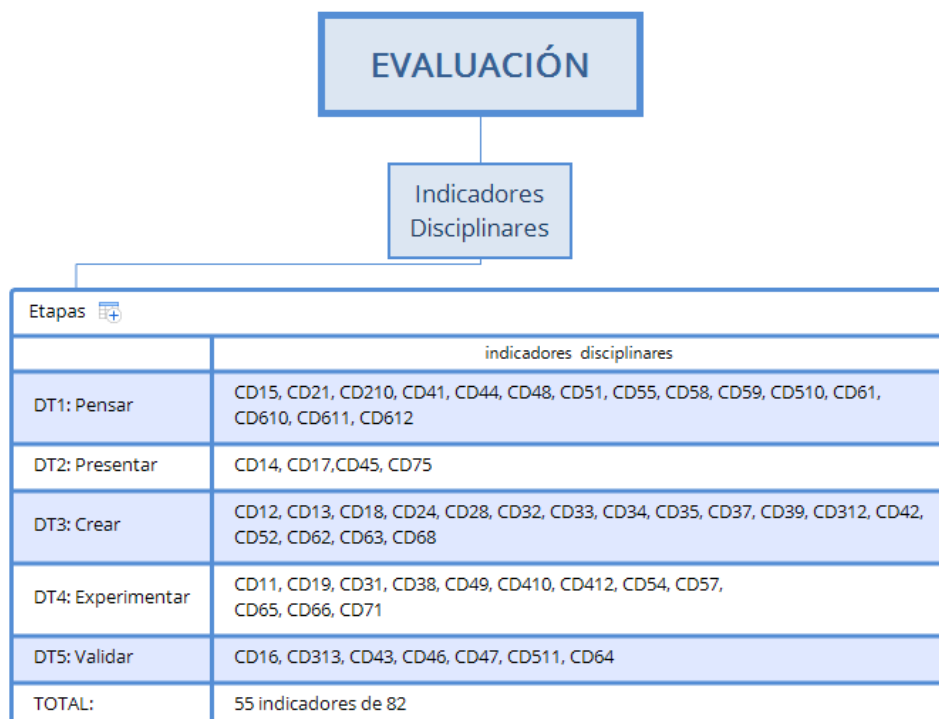 EVALUACIÓN
Indicadores
Disciplinares
Etapas
indicadores disciplinares
DT1: Pensar
CD15, CD21, CD210, CD41, CD44, CD48, CD51, CD55, CD58, CD59, CD510, CD61,
CD610, CD611, CD612
DT2: Presentar
CD14, CD17,CD45, CD75
DT3: Crear
CD12, CD13, CD18, CD24, CD28, CD32, CD33, CD34, CD35, CD37, CD39, CD312, CD42,
CD52, CD62, CD63, CD68
DT4: Experimentar
CD11, CD19, CD31, CD38, CD49, CD410, CD412, CD54, CD57,
CD65, CD66, CD71
DT5: Validar
CD16, CD313, CD43, CD46, CD47, CD511, CD64
TOTAL:
55 indicadores de 82